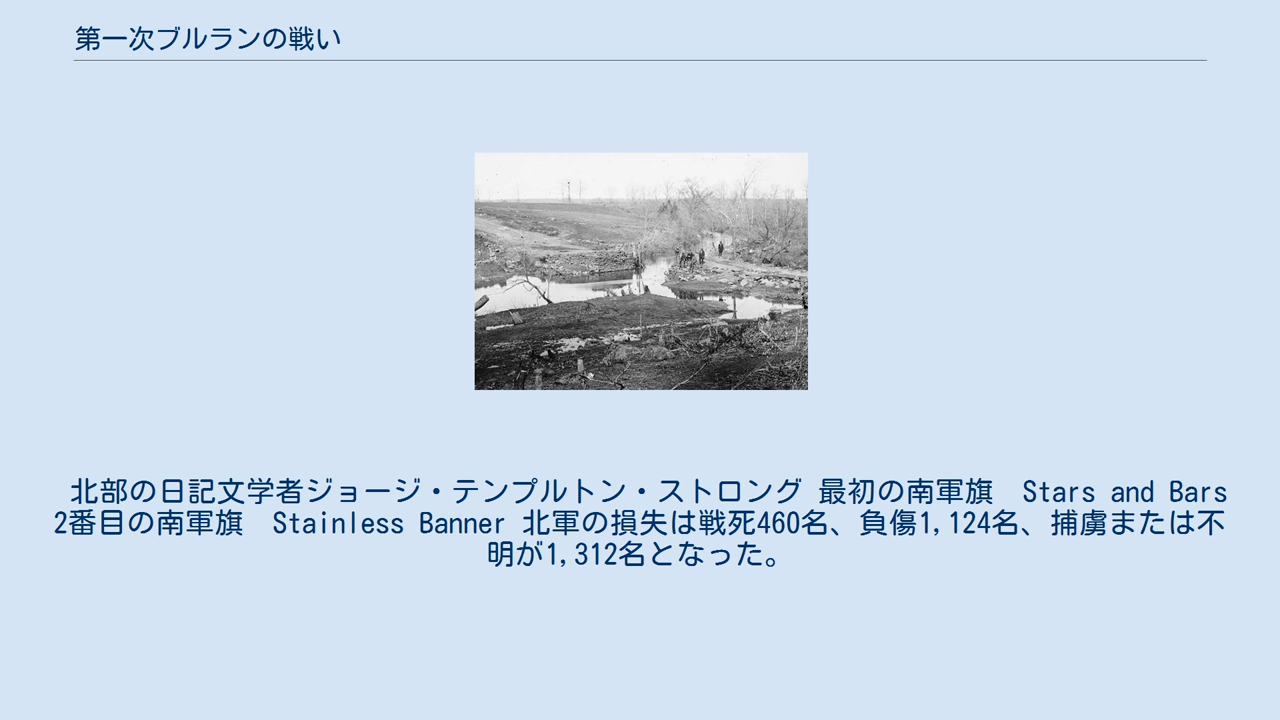 第一次ブルランの戦い
北部の日記文学者ジョージ・テンプルトン・ストロング 最初の南軍旗　Stars and Bars
2番目の南軍旗　Stainless Banner 北軍の損失は戦死460名、負傷1,124名、捕虜または不
明が1,312名となった。